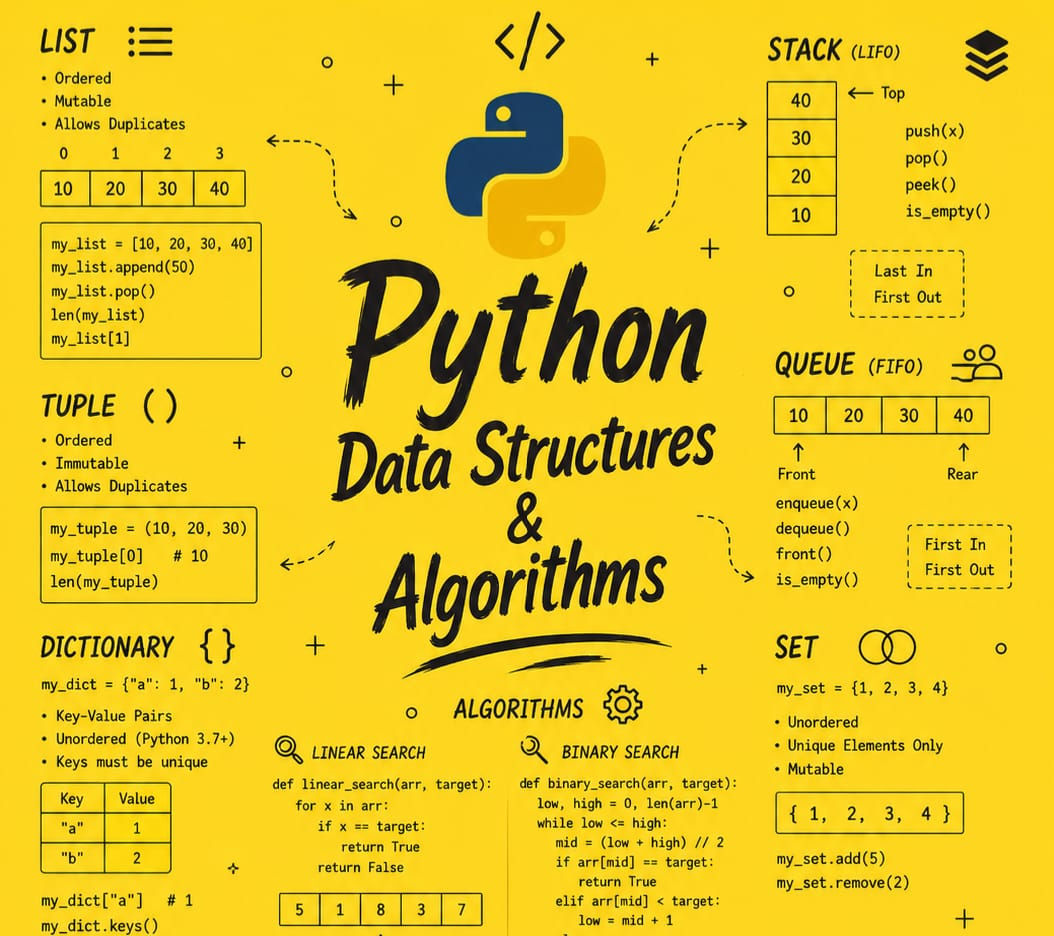 </>
Python
Data Structures
&
Algorithms
LIST
• Ordered
• Mutable
• Allows Duplicates
0 1 2 3
10 20 30 40
my_list = [10, 20, 30, 40]
my_list.append(50)
my_list.pop()
len(my_list)
my_list[1]
TUPLE ( )
• Ordered
• Immutable
• Allows Duplicates
my_tuple = (10, 20, 30)
my_tuple[0] # 10
len(my_tuple)
DICTIONARY { }
my_dict = {"a": 1, "b": 2}
• Key-Value Pairs
• Unordered (Python 3.7+)
• Keys must be unique
Key Value
"a" 1
"b" 2
my_dict["a"] # 1
my_dict.keys()
ALGORITHMS
LINEAR SEARCH
def linear_search(arr, target):
for x in arr:
if x == target:
return True
return False
5 1 8 3 7
BINARY SEARCH
def binary_search(arr, target):
low, high = 0, len(arr)-1
while low <= high:
mid = (low + high) // 2
if arr[mid] == target:
return True
elif arr[mid] < target:
low = mid + 1
STACK (LIFO)
40 ← Top
30
20
10
push(x)
pop()
peek()
is_empty()
Last In
First Out
QUEUE (FIFO)
10 20 30 40
↑ ↑
Front Rear
enqueue(x)
dequeue()
front()
is_empty()
First In
First Out
SET
my_set = {1, 2, 3, 4}
• Unordered
• Unique Elements Only
• Mutable
{ 1, 2, 3, 4 }
my_set.add(5)
my_set.remove(2)